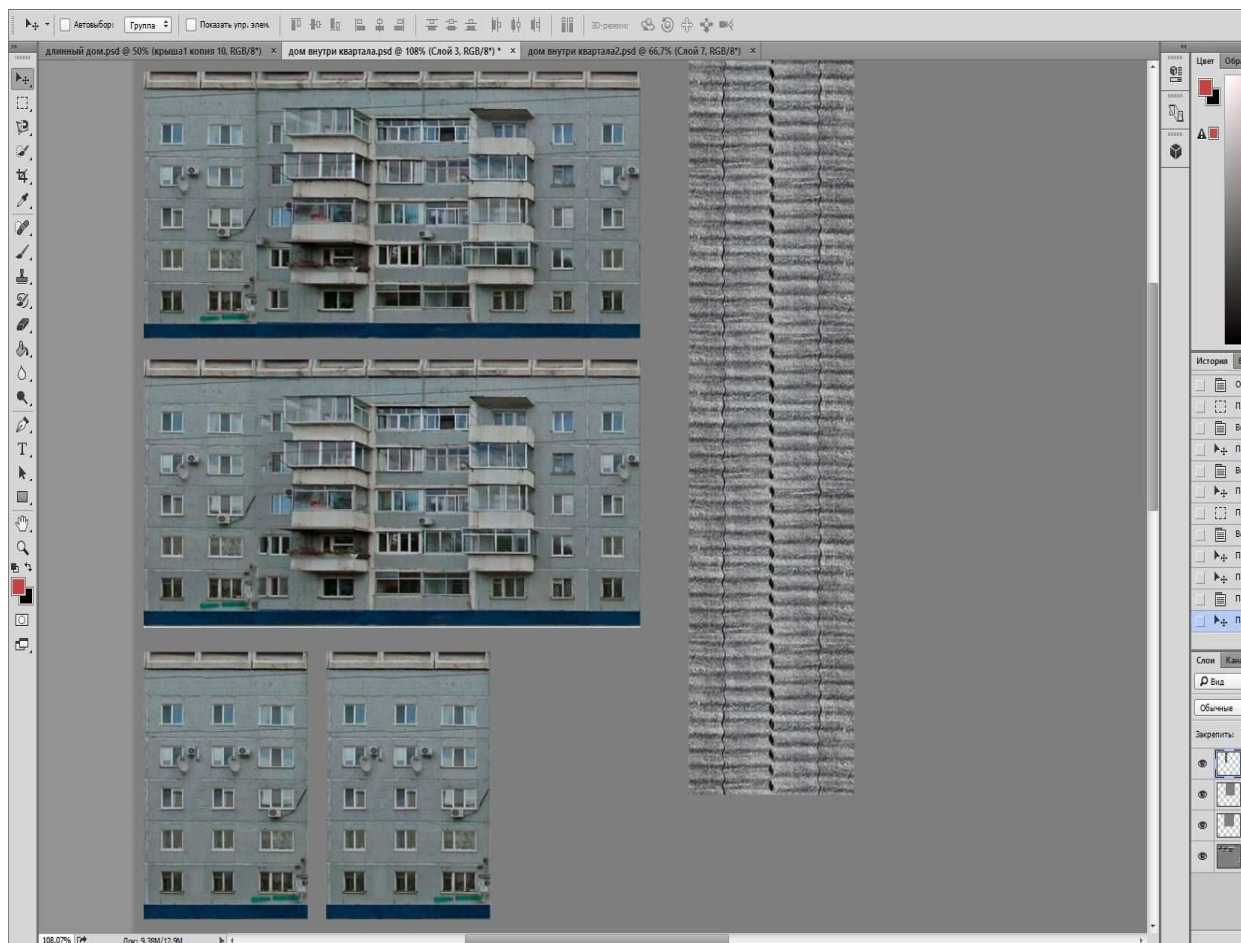 Автовыбор: Группа Показать упр. элем. 3D-режим:
длинный дом.psd @ 50% (крыша1 копия 10, RGB/8*) × дом внутри квартала.psd @ 108% (Слой 3, RGB/8*) * × дом внутри квартала2.psd @ 66,7% (Слой 7, RGB/8*) ×
Цвет Обр
История
Слои Кана
Вид
Обычные
Закрепить:
108,07% Док: 9,38M/12,9M